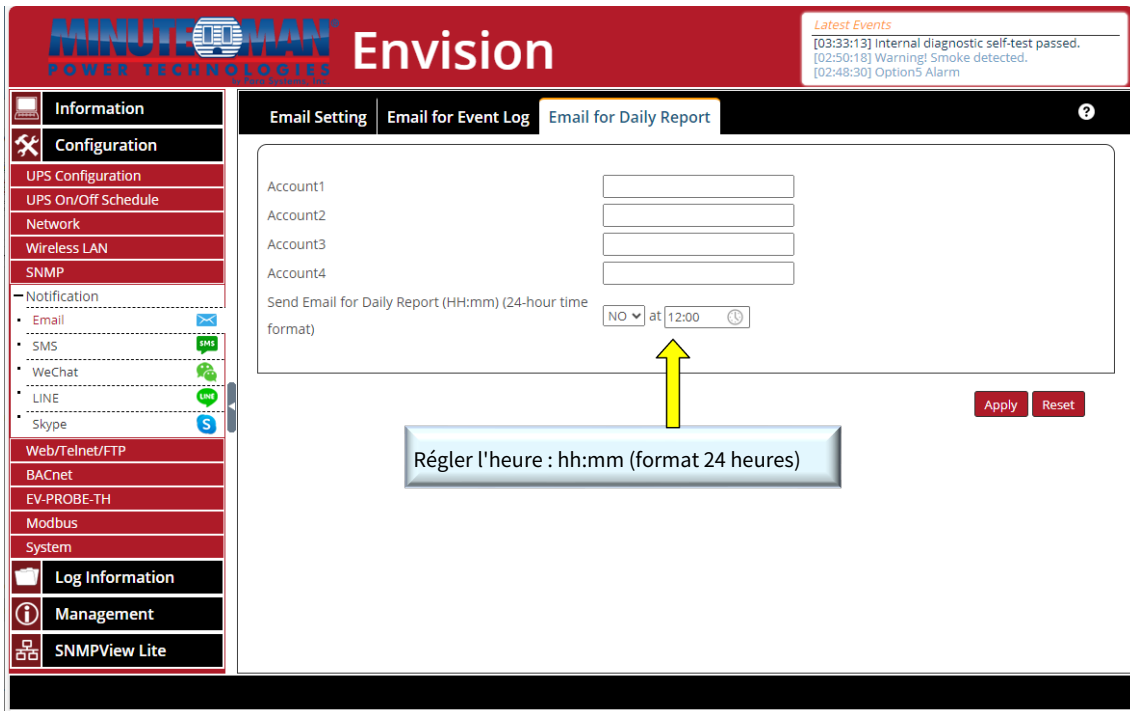 MINUTEMAN®
POWER TECHNOLOGIES
Envision
Latest Events
[03:33:13] Internal diagnostic self-test passed.
[02:50:18] Warning! Smoke detected.
[02:48:30] Option5 Alarm
Information
Configuration
UPS Configuration
UPS On/Off Schedule
Network
Wireless LAN
SNMP
Notification
Email
SMS
SMS
WeChat
LINE
LINE
Skype
S
Web/Telnet/FTP
BACnet
EV-PROBE-TH
Modbus
System
Log Information
Management
SNMPView Lite
Email Setting
Email for Event Log
Email for Daily Report
?
Account1
Account2
Account3
Account4
Send Email for Daily Report (HH:mm) (24-hour time
format)
NO at 12:00
Apply
Reset
Régler l'heure : hh:mm (format 24 heures)